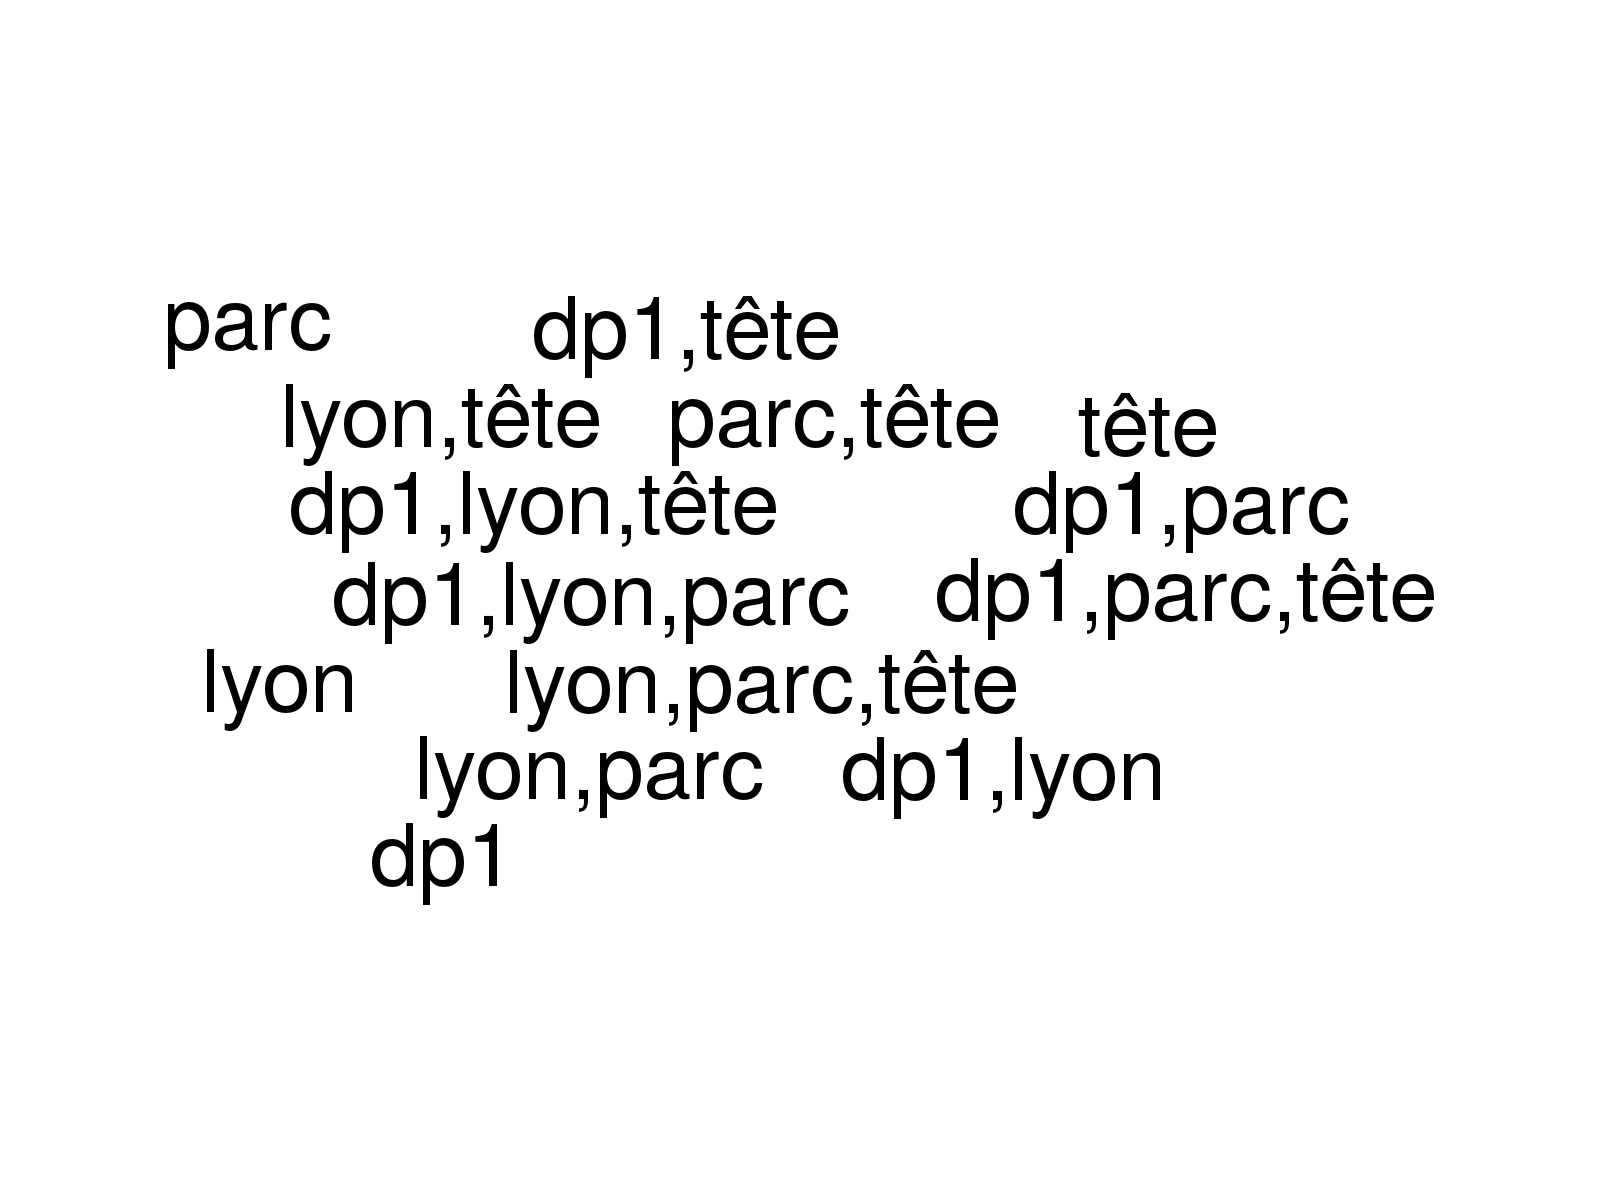 parc dp1,tête
lyon,tête parc,tête tête
dp1,lyon,tête dp1,parc
dp1,lyon,parc dp1,parc,tête
lyon lyon,parc,tête
lyon,parc dp1,lyon
dp1